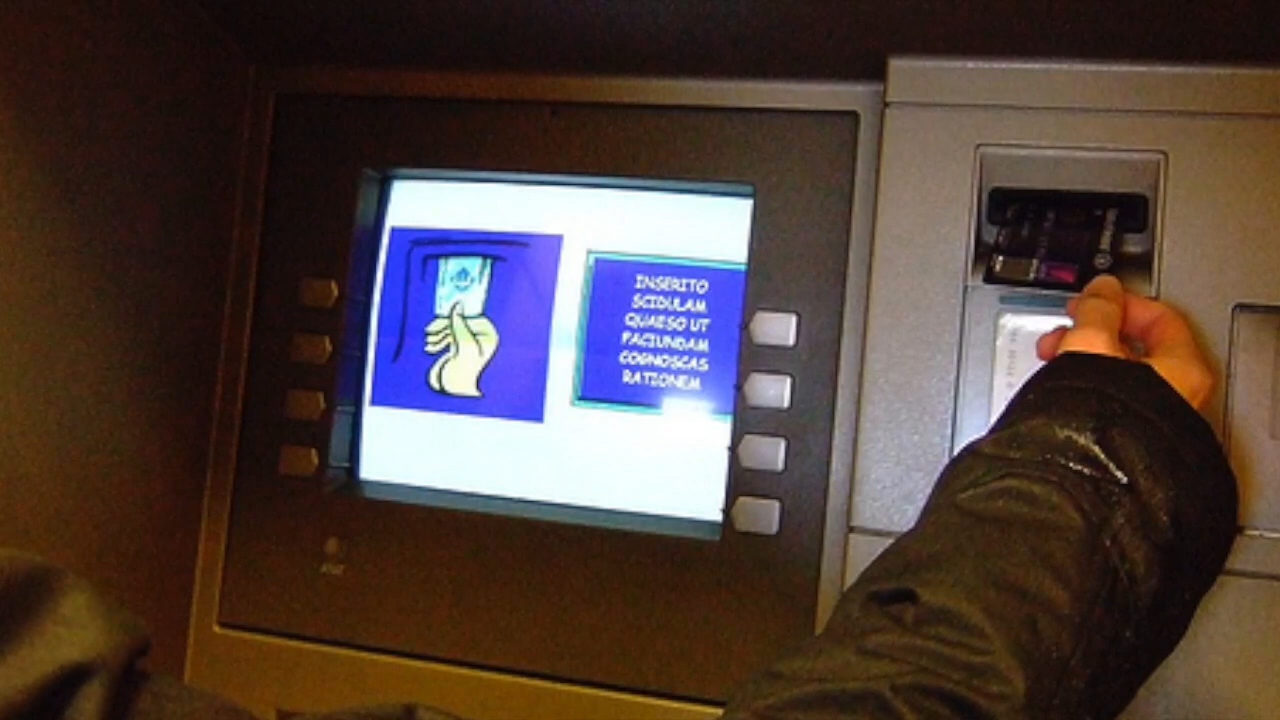 INSERITO
SCIDULAM
QUAESO UT
FACIUNDAM
COGNOSCAS
RATIONEM